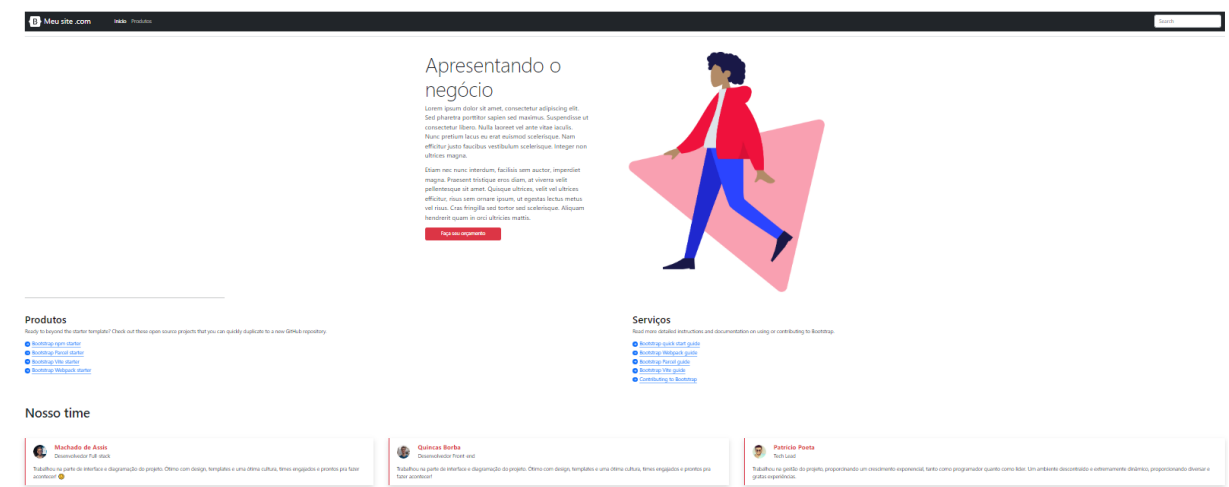 B Meu site .com Início Produtos Search
Apresentando o
negócio
Lorem ipsum dolor sit amet, consectetur adipiscing elit.
Sed pharetra porttitor sapien sed maximus. Suspendisse ut
consectetur libero. Nulla laoreet vel ante vitae iaculis.
Nunc pretium lacus eu erat euismod scelerisque. Nam
efficitur justo faucibus vestibulum scelerisque. Integer non
ultrices magna.
Etiam nec nunc interdum, facilisis sem auctor, imperdiet
magna. Praesent tristique eros diam, at viverra velit
pellentesque sit amet. Quisque ultrices, velit vel ultrices
efficitur, risus sem ornare ipsum, ut egestas lectus metus
vel risus. Cras fringilla sed tortor sed scelerisque. Aliquam
hendrerit quam in orci ultricies mattis.
Faça seu orçamento
Produtos
Ready to beyond the starter template? Check out these open source projects that you can quickly duplicate to a new GitHub repository.
Bootstrap npm starter
Bootstrap Parcel starter
Bootstrap Vite starter
Bootstrap Webpack starter
Serviços
Read more detailed instructions and documentation on using or contributing to Bootstrap.
Bootstrap quick start guide
Bootstrap Webpack guide
Bootstrap Parcel guide
Bootstrap Vite guide
Contributing to Bootstrap
Nosso time
Machado de Assis
Desenvolvedor Full stack
Trabalhou na parte de interface e diagramação do projeto. Ótimo com design, templates e uma ótima cultura, times engajados e prontos pra fazer
acontecer! 😉
Quincas Borba
Desenvolvedor Front-end
Trabalhou na parte de interface e diagramação do projeto. Ótimo com design, templates e uma ótima cultura, times engajados e prontos pra
fazer acontecer!
Patricio Poeta
Tech Lead
Trabalhou na gestão do projeto, proporcionando um crescimento exponencial, tanto como programador quanto como líder. Um ambiente descontraído e extremamente dinâmico, proporcionando diversas e
gratas experiências.